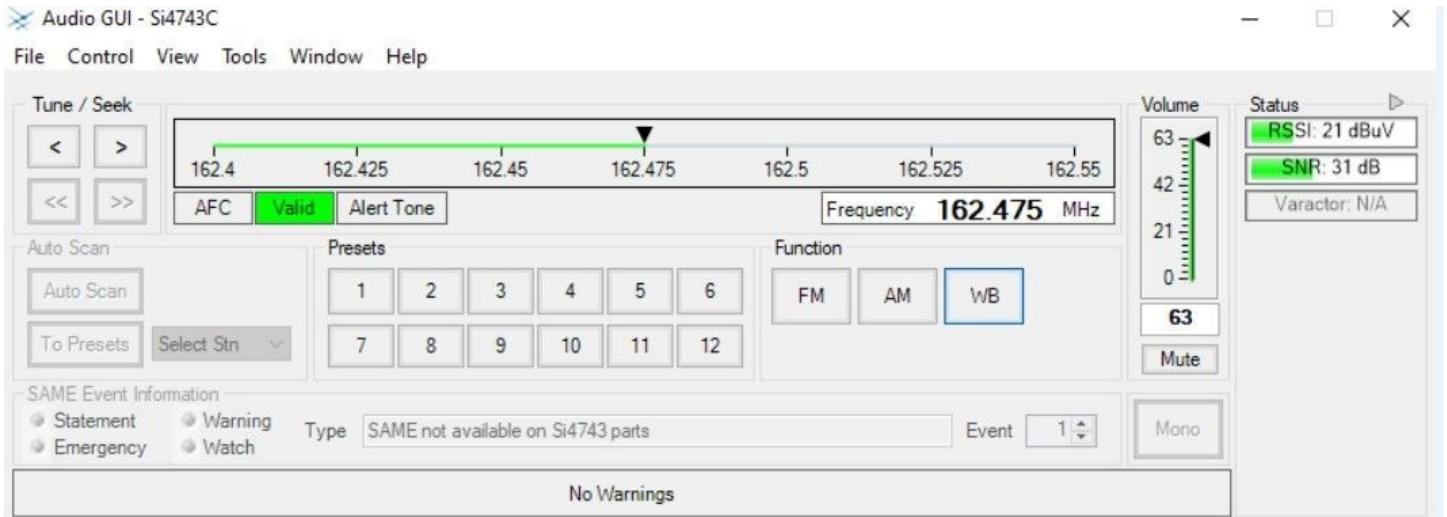 Audio GUI - Si4743C
File Control View Tools Window Help
Tune / Seek
< >
<< >>
162.4 162.425 162.45 162.475 162.5 162.525 162.55
AFC Valid Alert Tone Frequency 162.475 MHz
Volume
63
42
21
0
63
Mute
Status
RSSI: 21 dBuV
SNR: 31 dB
Varactor: N/A
Auto Scan
Auto Scan
To Presets Select Stn
Presets
1 2 3 4 5 6
7 8 9 10 11 12
Function
FM AM WB
SAME Event Information
Statement Warning
Emergency Watch
Type SAME not available on Si4743 parts Event 1
Mono
No Warnings